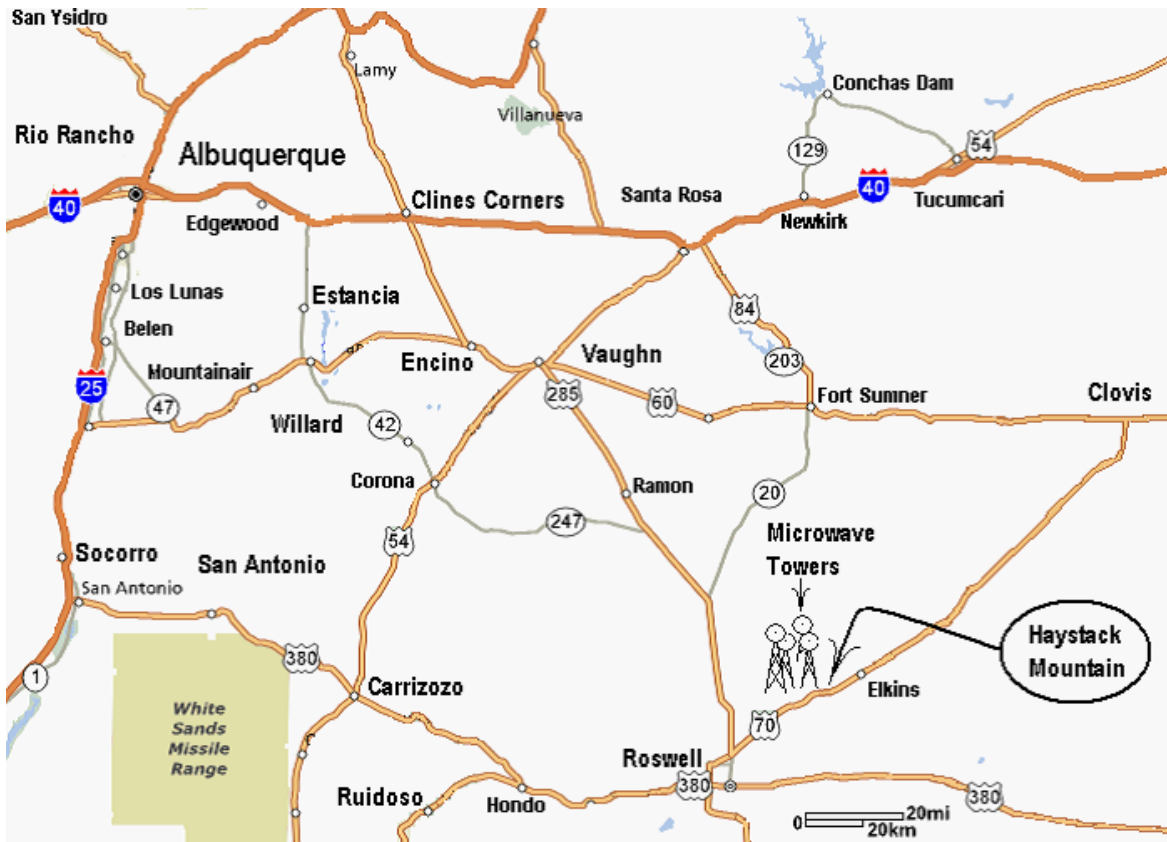 San Ysidro
Lamy
Conchas Dam
Villanueva
Rio Rancho
129
54
Albuquerque
40
Santa Rosa
40
Clines Corners
Tucumcari
Edgewood
Newkirk
Los Lunas
Estancia
84
Belen
Vaughn
203
Encino
Mountainair
25
285
60
Fort Sumner
Clovis
47
Willard
42
Corona
Ramon
20
247
54
Microwave
Towers
Socorro
San Antonio
San Antonio
Haystack
Mountain
380
1
Carrizozo
Elkins
White
Sands
Missile
Range
70
Roswell
380
Ruidoso
Hondo
380
20mi
0
20km